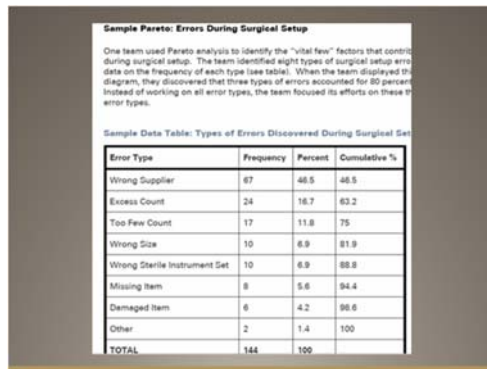 Sample Pareto: Errors During Surgical Setup
One team used Pareto analysis to identify the "vital few" factors that contrib
during surgical setup. The team identified eight types of surgical setup erro
data on the frequency of each type (see table). When the team displayed thi
diagram, they discovered that three types of errors accounted for 80 percent
Instead of working on all error types, the team focused its efforts on these th
error types.
Sample Data Table: Types of Errors Discovered During Surgical Set
Error Type Frequency Percent Cumulative %
Wrong Supplier 67 46.5 46.5
Excess Count 24 16.7 63.2
Too Few Count 17 11.8 75
Wrong Size 10 6.9 81.9
Wrong Sterile Instrument Set 10 6.9 88.8
Missing Item 8 5.6 94.4
Damaged Item 6 4.2 98.6
Other 2 1.4 100
TOTAL 144 100